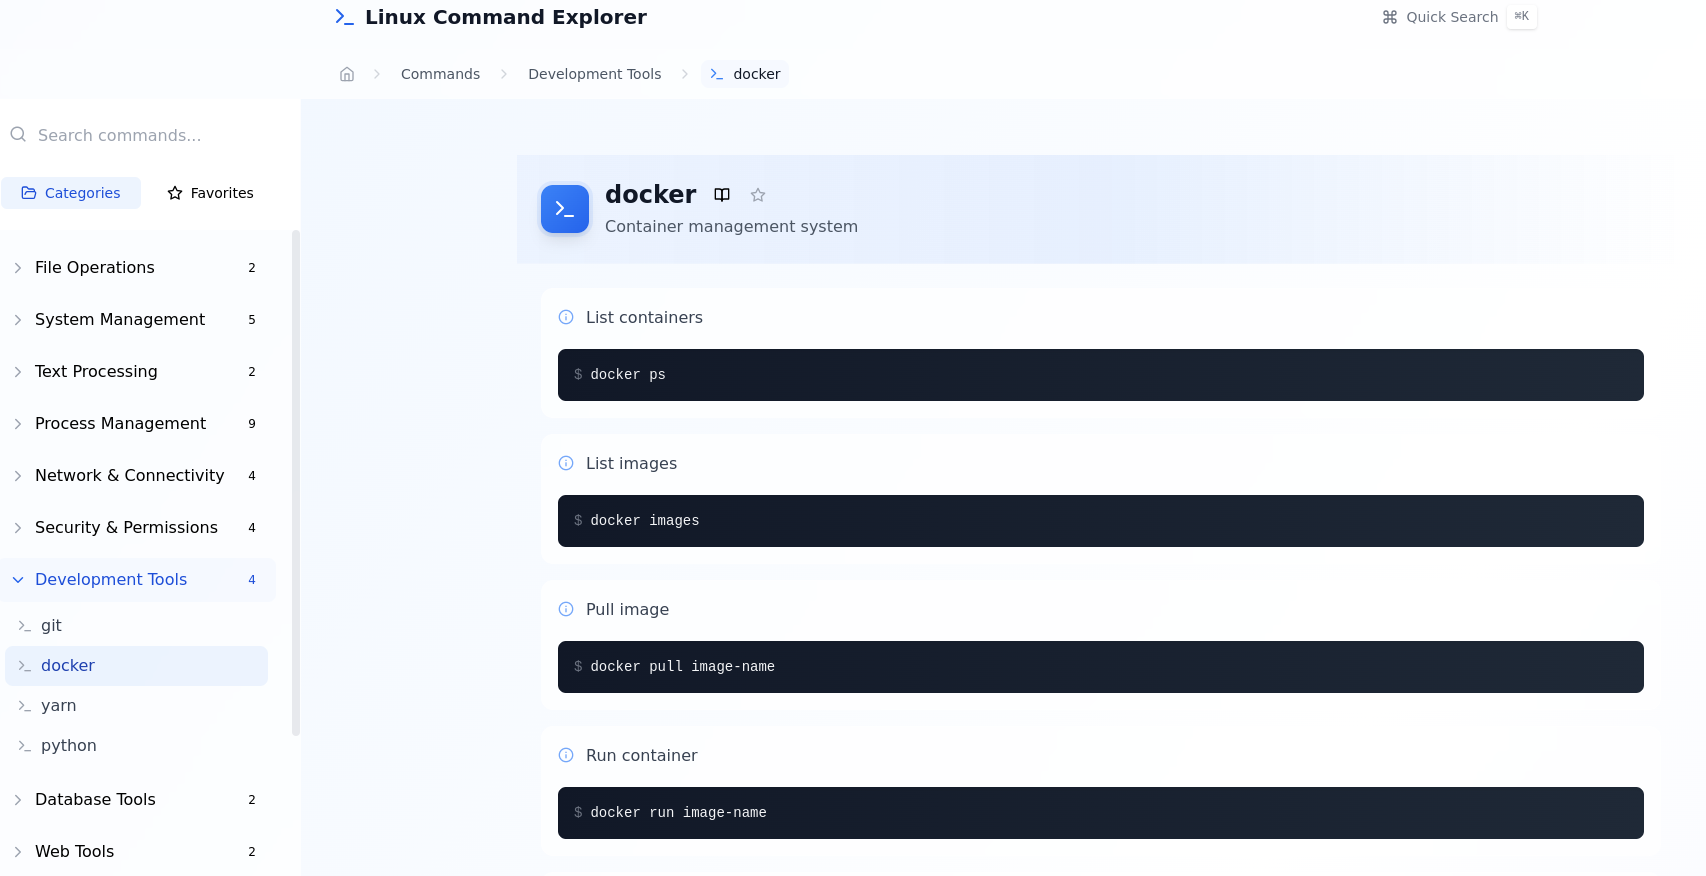 Linux Command Explorer
Quick Search ⌘K
Commands
Development Tools
docker
Search commands...
Categories
Favorites
File Operations 2
System Management 5
Text Processing 2
Process Management 9
Network & Connectivity 4
Security & Permissions 4
Development Tools 4
git
docker
yarn
python
Database Tools 2
Web Tools 2
docker
Container management system
List containers
$ docker ps
List images
$ docker images
Pull image
$ docker pull image-name
Run container
$ docker run image-name